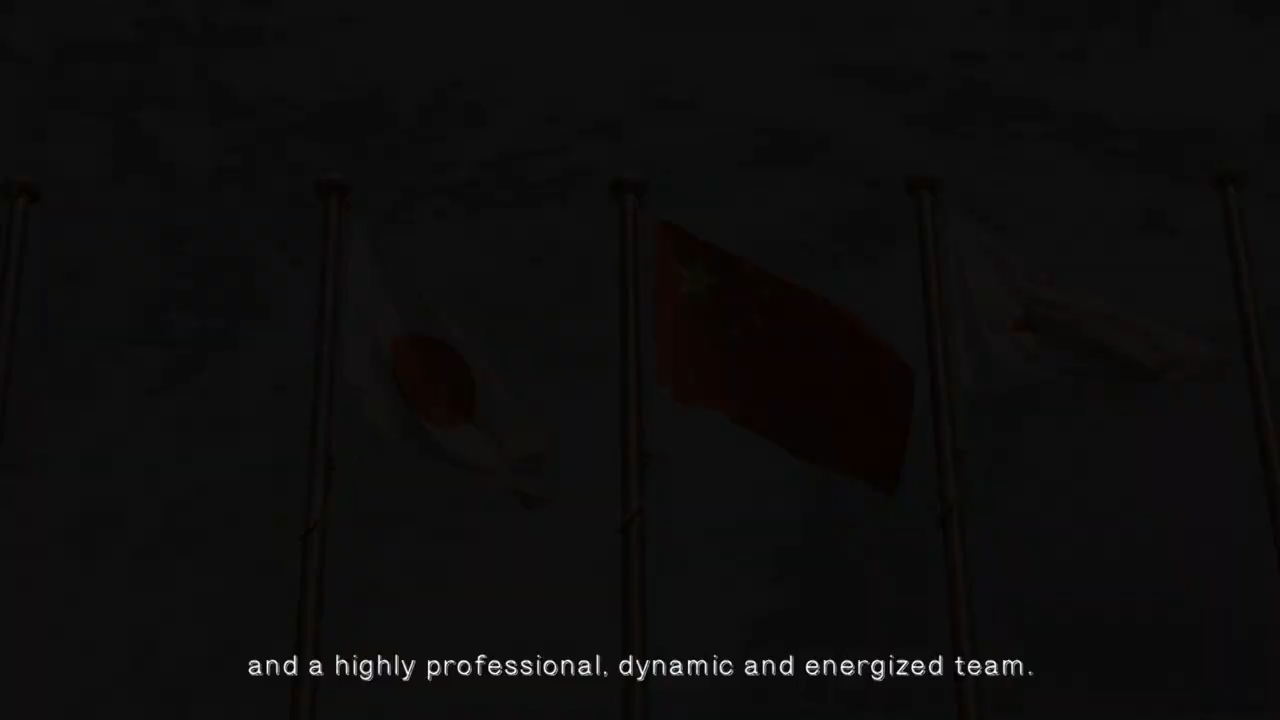 and a highly professional, dynamic and energized team.